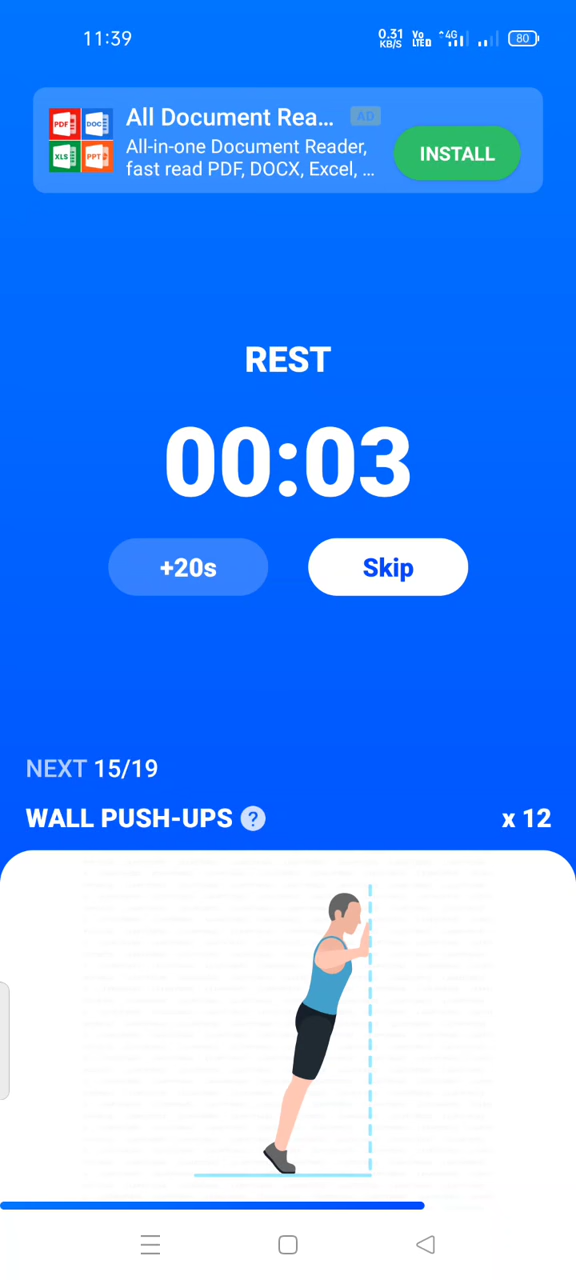 11:39
0.31 KB/S
Vo LTE D
4G
80
PDF
DOC
XLS
PPT
All Document Rea... AD
All-in-one Document Reader,
fast read PDF, DOCX, Excel, ...
INSTALL
REST
00:03
+20s
Skip
NEXT 15/19
WALL PUSH-UPS ?
x 12